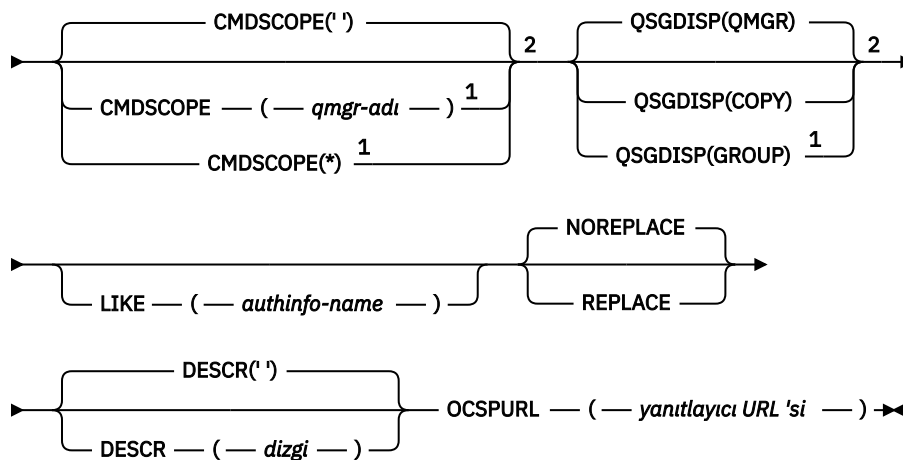 CMDSCOPE(' ')
CMDSCOPE ( qmgr-adı ) 1
CMDSCOPE(*) 1
2
QSGDISP(QMGR)
QSGDISP(COPY)
QSGDISP(GROUP) 1
2
LIKE ( authinfo-name )
NOREPLACE
REPLACE
DESCR(' ')
DESCR ( dizgi )
OCSPURL ( yanıtlayıcı URL 'si )